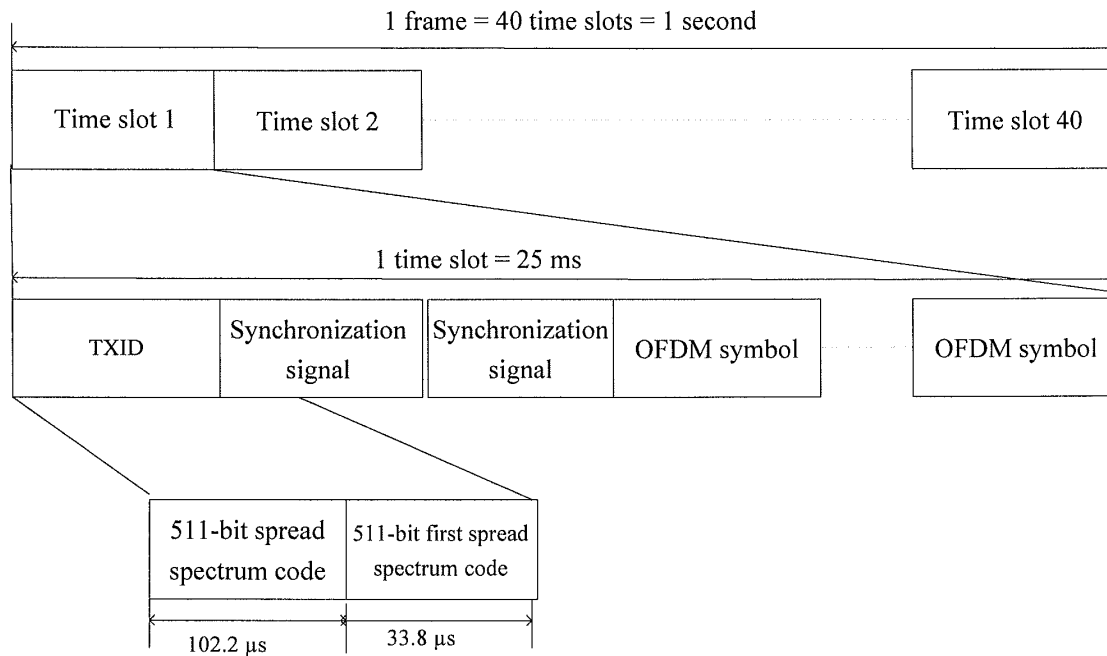 1 frame = 40 time slots = 1 second
Time slot 1
Time slot 2
Time slot 40
1 time slot = 25 ms
TXID
Synchronization
signal
Synchronization
signal
OFDM symbol
OFDM symbol
511-bit spread
spectrum code
511-bit first spread
spectrum code
102.2 μs
33.8 μs